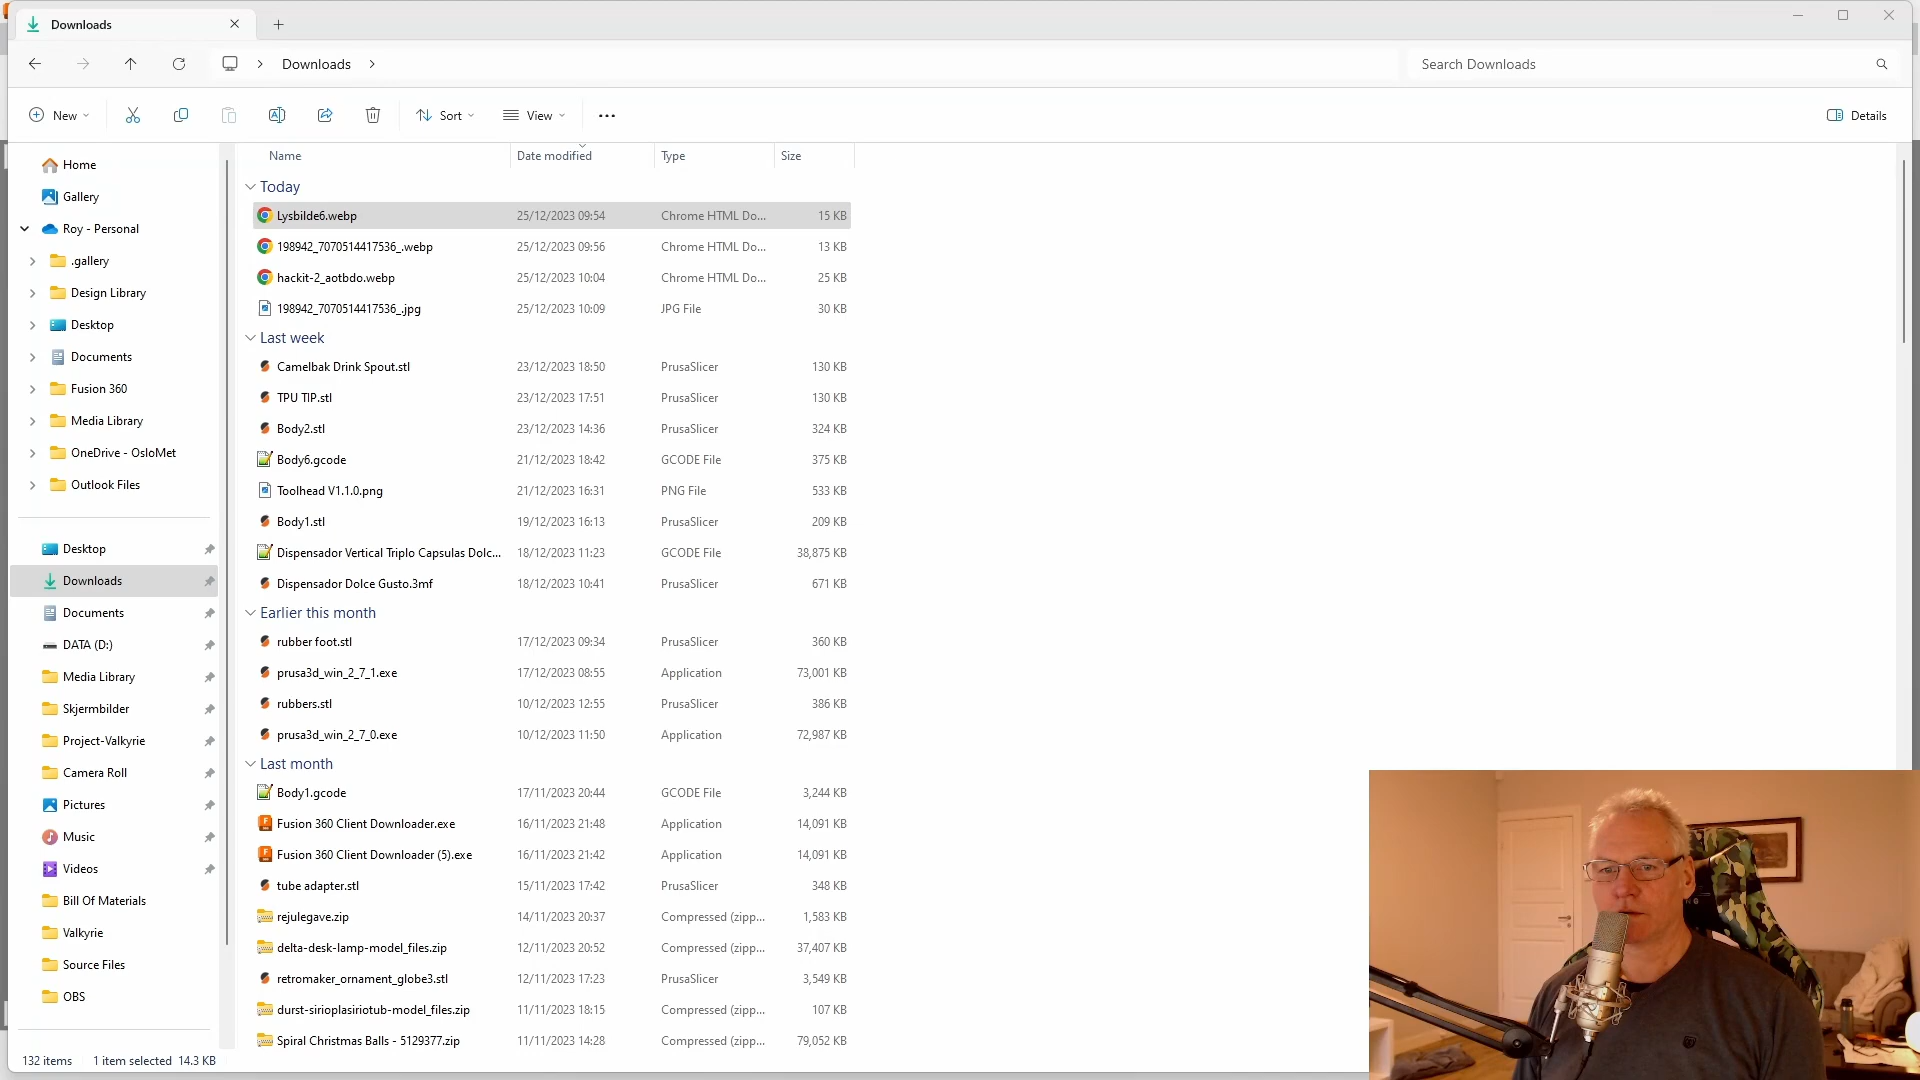 Downloads
Downloads
Search Downloads
New
Sort
View
Details
Name Date modified Type Size
Home
Gallery
Roy - Personal
.gallery
Design Library
Desktop
Documents
Fusion 360
Media Library
OneDrive - OsloMet
Outlook Files
Desktop
Downloads
Documents
DATA (D:)
Media Library
Skjermbilder
Project-Valkyrie
Camera Roll
Pictures
Music
Videos
Bill Of Materials
Valkyrie
Source Files
OBS
Today
Lysbilde6.webp 25/12/2023 09:54 Chrome HTML Do... 15 KB
198942_7070514417536_.webp 25/12/2023 09:56 Chrome HTML Do... 13 KB
hackit-2_aotbdo.webp 25/12/2023 10:04 Chrome HTML Do... 25 KB
198942_7070514417536_.jpg 25/12/2023 10:09 JPG File 30 KB
Last week
Camelbak Drink Spout.stl 23/12/2023 18:50 PrusaSlicer 130 KB
TPU TIP.stl 23/12/2023 17:51 PrusaSlicer 130 KB
Body2.stl 23/12/2023 14:36 PrusaSlicer 324 KB
Body6.gcode 21/12/2023 18:42 GCODE File 375 KB
Toolhead V1.1.0.png 21/12/2023 16:31 PNG File 533 KB
Body1.stl 19/12/2023 16:13 PrusaSlicer 209 KB
Dispensador Vertical Triplo Capsulas Dolc... 18/12/2023 11:23 GCODE File 38,875 KB
Dispensador Dolce Gusto.3mf 18/12/2023 10:41 PrusaSlicer 671 KB
Earlier this month
rubber foot.stl 17/12/2023 09:34 PrusaSlicer 360 KB
prusa3d_win_2_7_1.exe 17/12/2023 08:55 Application 73,001 KB
rubbers.stl 10/12/2023 12:55 PrusaSlicer 386 KB
prusa3d_win_2_7_0.exe 10/12/2023 11:50 Application 72,987 KB
Last month
Body1.gcode 17/11/2023 20:44 GCODE File 3,244 KB
Fusion 360 Client Downloader.exe 16/11/2023 21:48 Application 14,091 KB
Fusion 360 Client Downloader (5).exe 16/11/2023 21:42 Application 14,091 KB
tube adapter.stl 15/11/2023 17:42 PrusaSlicer 348 KB
rejulegave.zip 14/11/2023 20:37 Compressed (zipp... 1,583 KB
delta-desk-lamp-model_files.zip 12/11/2023 20:52 Compressed (zipp... 37,407 KB
retromaker_ornament_globe3.stl 12/11/2023 17:23 PrusaSlicer 3,549 KB
durst-sirioplasiriotub-model_files.zip 11/11/2023 18:15 Compressed (zipp... 107 KB
Spiral Christmas Balls - 5129377.zip 11/11/2023 14:28 Compressed (zipp... 79,052 KB
132 items 1 item selected 14.3 KB